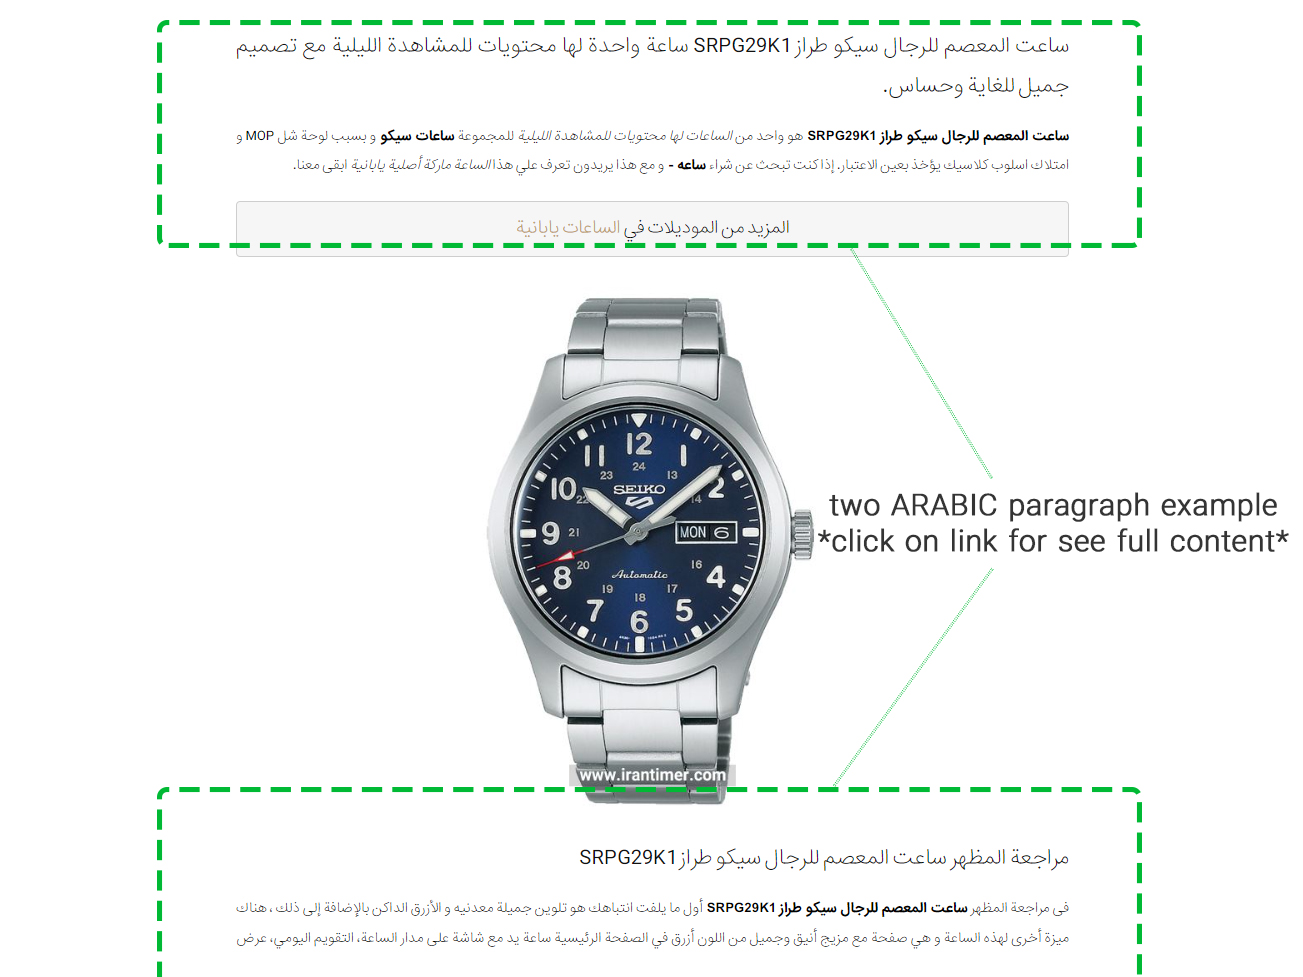 ساعت المعصم للرجال سيكو طراز SRPG29K1 ساعة واحدة لها محتويات للمشاهدة الليلية مع تصميم
جميل للغاية وحساس.
ساعت المعصم للرجال سيكو طراز SRPG29K1 هو واحد من الساعات لها محتويات للمشاهدة الليلية للمجموعة ساعات سيكو و بسبب لوحة شل MOP و
امتلاك اسلوب كلاسيك يؤخذ بعين الاعتبار. إذا كنت تبحث عن شراء ساعه - و مع هذا يريدون تعرف علي هذا الساعة ماركة أصلية يابانية ابقى معنا.
المزيد من الموديلات في الساعات يابانية
12
11
1
24
23
13
10
22
SEIKO
14
2
9
21
MON 6
20
16
8
Automatic
4
19
17
18
7
5
6
two ARABIC paragraph example
*click on link for see full content*
www.irantimer.com
مراجعة المظهر ساعت المعصم للرجال سيكو طراز SRPG29K1
في مراجعة المظهر ساعت المعصم للرجال سيكو طراز SRPG29K1 أول ما يلفت انتباهك هو تلوين جميلة معدنيه و الأزرق الداكن بالإضافة إلى ذلك ، هناك
ميزة أخرى لهذه الساعة و هي صفحة مع مزيج أنيق وجميل من اللون أزرق في الصفحة الرئيسية ساعة يد مع شاشة على مدار الساعة، التقويم اليومي، عرض